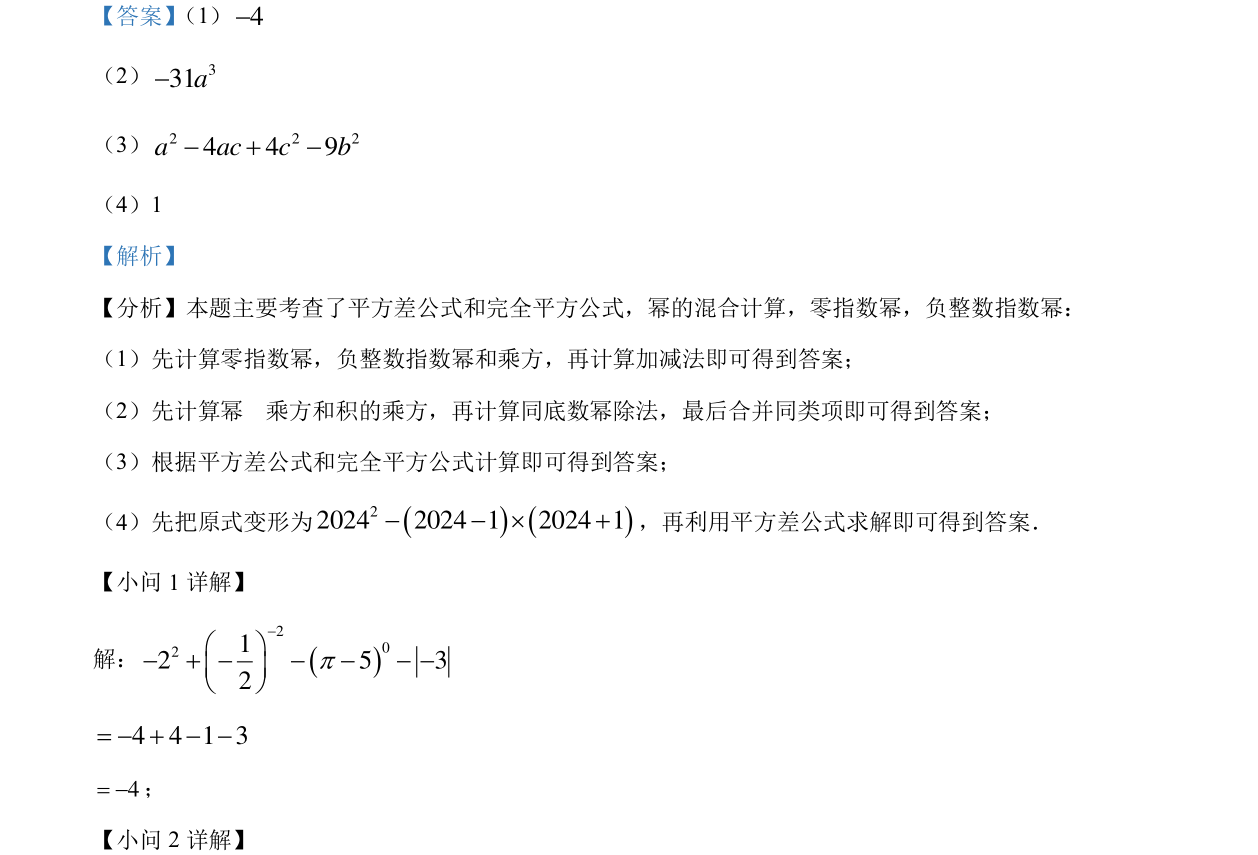 【答案】（1）−4
（2）−31a³
（3）a² − 4ac + 4c² − 9b²
（4）1
【解析】
【分析】本题主要考查了平方差公式和完全平方公式，幂的混合计算，零指数幂，负整数指数幂：
（1）先计算零指数幂，负整数指数幂和乘方，再计算加减法即可得到答案；
（2）先计算幂 乘方和积的乘方，再计算同底数幂除法，最后合并同类项即可得到答案；
（3）根据平方差公式和完全平方公式计算即可得到答案；
（4）先把原式变形为2024² − (2024 − 1) × (2024 + 1)，再利用平方差公式求解即可得到答案．
【小问 1 详解】
解：−2² + (−1/2)⁻² − (π − 5)⁰ − |−3|
= −4 + 4 − 1 − 3
= −4；
【小问 2 详解】